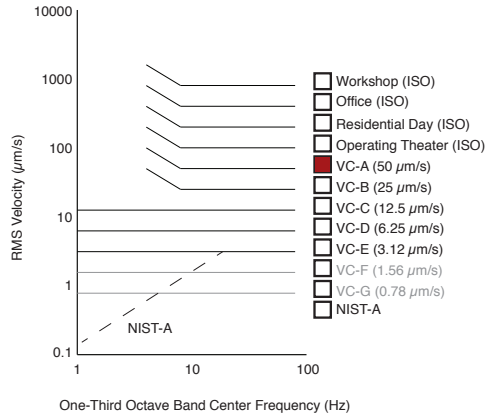 10000
1000
100
10
1
0.1
RMS Velocity (μm/s)
1
10
100
One-Third Octave Band Center Frequency (Hz)
NIST-A
Workshop (ISO)
Office (ISO)
Residential Day (ISO)
Operating Theater (ISO)
VC-A (50 μm/s)
VC-B (25 μm/s)
VC-C (12.5 μm/s)
VC-D (6.25 μm/s)
VC-E (3.12 μm/s)
VC-F (1.56 μm/s)
VC-G (0.78 μm/s)
NIST-A